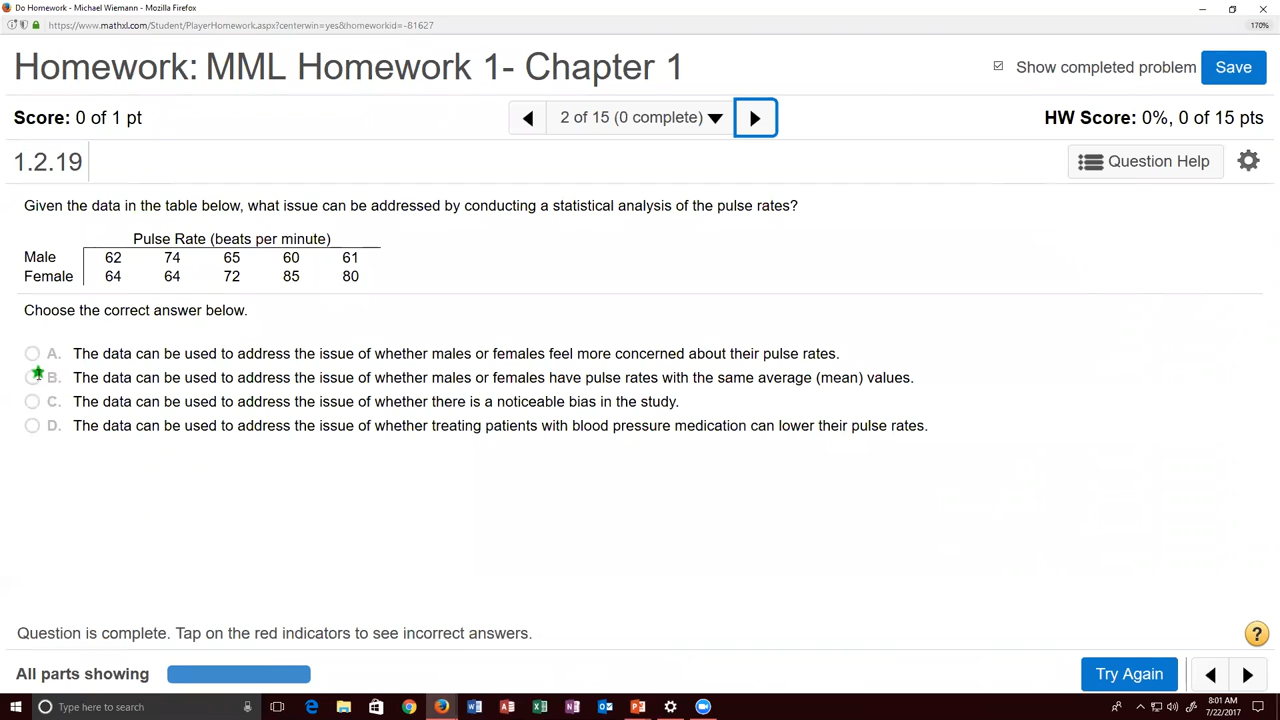 Do Homework - Michael Wiemann - Mozilla Firefox
https://www.mathxl.com/Student/PlayerHomework.aspx?centerwin=yes&homeworkid=-81627
170%
Homework: MML Homework 1- Chapter 1
Show completed problem
Save
Score: 0 of 1 pt
2 of 15 (0 complete)
HW Score: 0%, 0 of 15 pts
1.2.19
Question Help
Given the data in the table below, what issue can be addressed by conducting a statistical analysis of the pulse rates?
Pulse Rate (beats per minute)
Male 62 74 65 60 61
Female 64 64 72 85 80
Choose the correct answer below.
A. The data can be used to address the issue of whether males or females feel more concerned about their pulse rates.
B. The data can be used to address the issue of whether males or females have pulse rates with the same average (mean) values.
C. The data can be used to address the issue of whether there is a noticeable bias in the study.
D. The data can be used to address the issue of whether treating patients with blood pressure medication can lower their pulse rates.
Question is complete. Tap on the red indicators to see incorrect answers.
?
All parts showing
Try Again
Type here to search
8:01 AM
7/22/2017